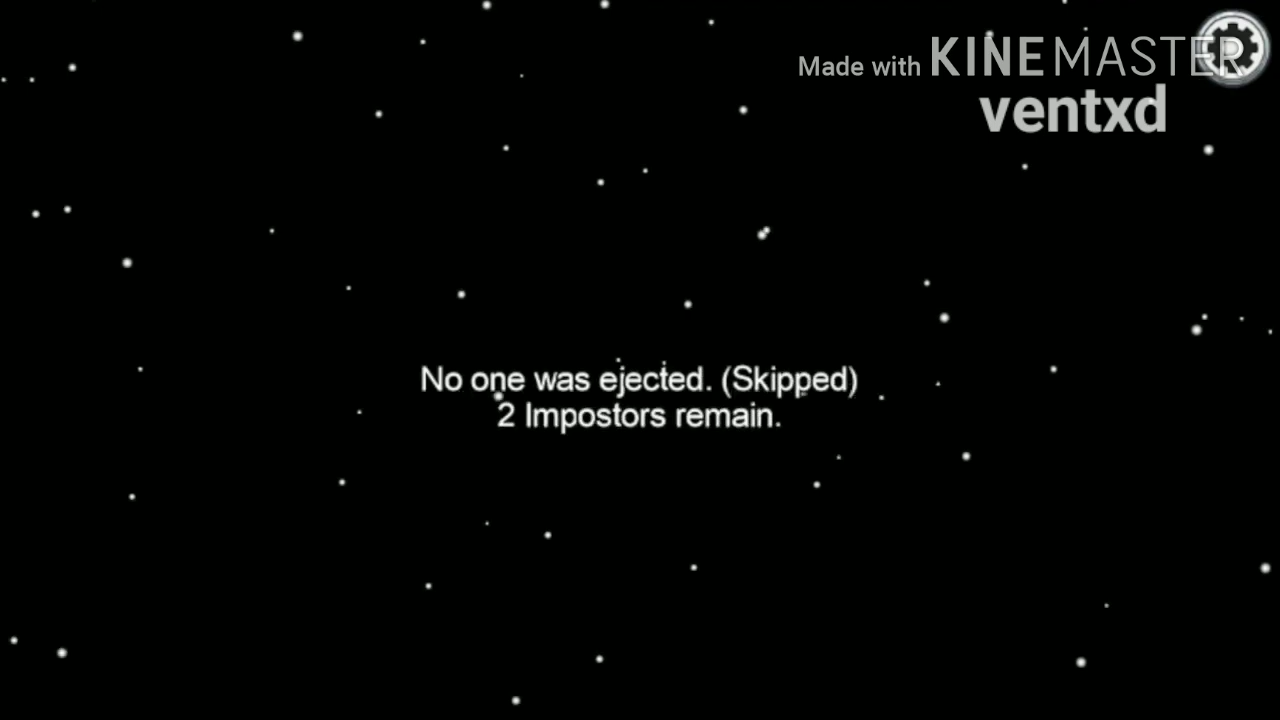 Made with KINEMASTER
ventxd
No one was ejected. (Skipped)
2 Impostors remain.